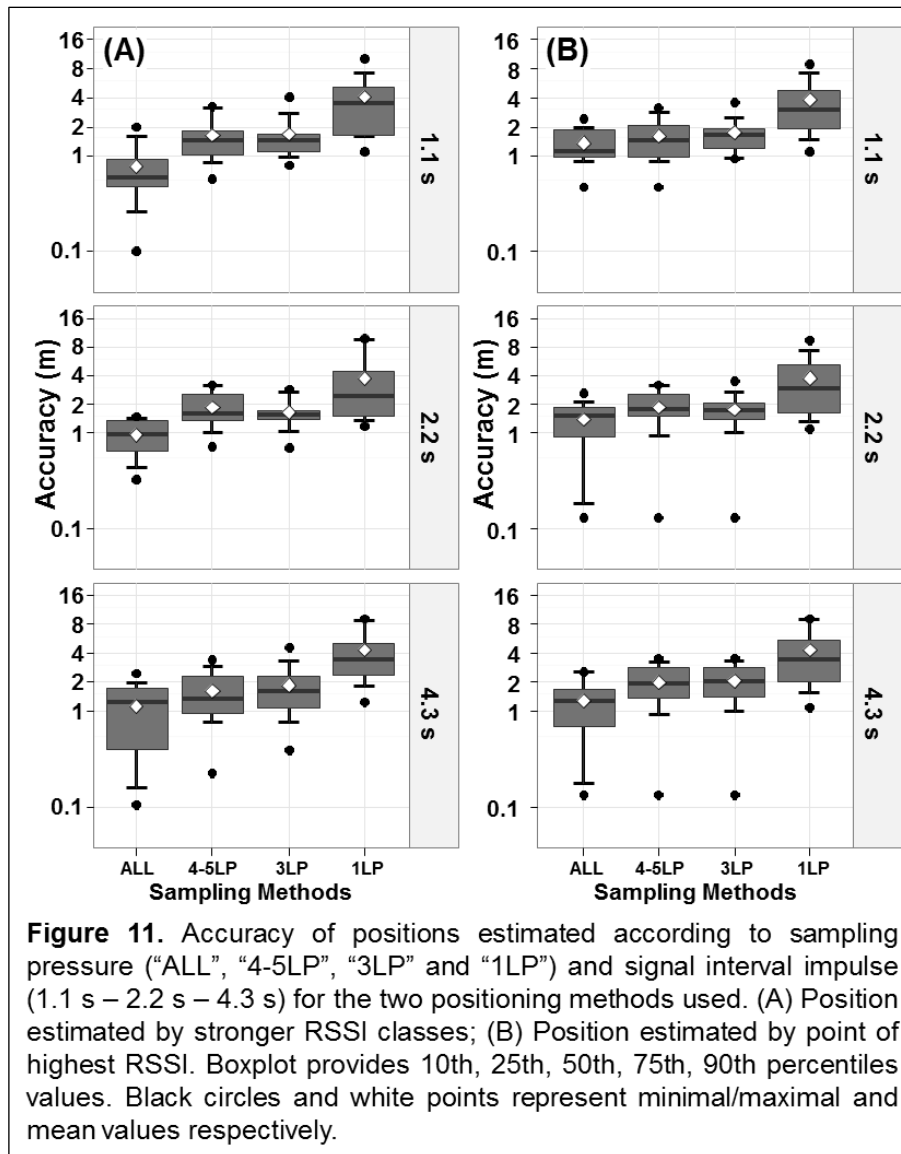 (A)
(B)
16
8
4
2
1
0.1
1.1 s
16
8
4
2
1
0.1
1.1 s
Accuracy (m)
16
8
4
2
1
0.1
2.2 s
Accuracy (m)
16
8
4
2
1
0.1
2.2 s
16
8
4
2
1
0.1
4.3 s
16
8
4
2
1
0.1
4.3 s
ALL 4-5LP 3LP 1LP
Sampling Methods
ALL 4-5LP 3LP 1LP
Sampling Methods
Figure 11. Accuracy of positions estimated according to sampling
pressure (“ALL”, “4-5LP”, “3LP” and “1LP”) and signal interval impulse
(1.1 s – 2.2 s – 4.3 s) for the two positioning methods used. (A) Position
estimated by stronger RSSI classes; (B) Position estimated by point of
highest RSSI. Boxplot provides 10th, 25th, 50th, 75th, 90th percentiles
values. Black circles and white points represent minimal/maximal and
mean values respectively.